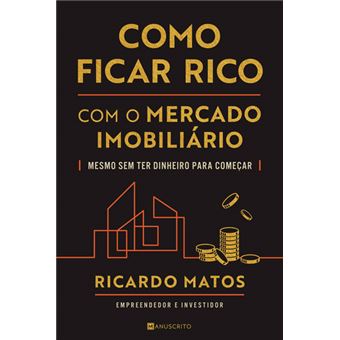 COMO
FICAR RICO
COM O MERCADO
IMOBILIÁRIO
MESMO SEM TER DINHEIRO PARA COMEÇAR
RICARDO MATOS
EMPREENDEDOR E INVESTIDOR
MANUSCRITO